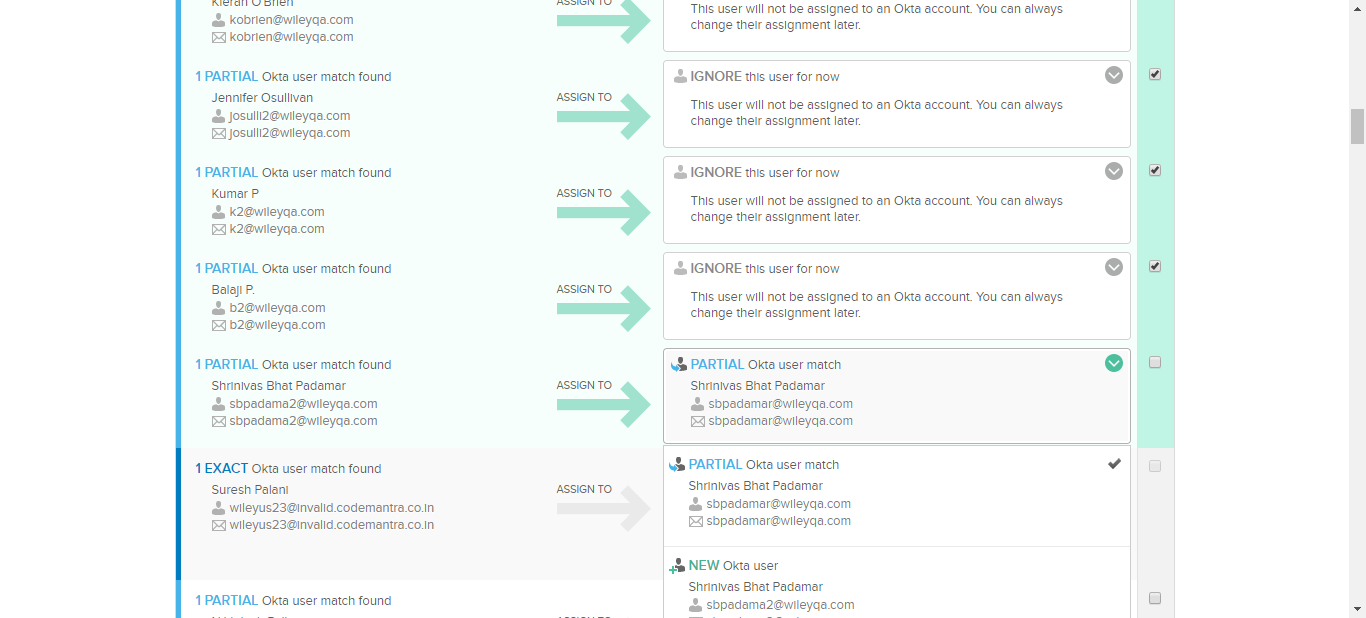 Kieran O'Brien
kobrien@wileyqa.com
kobrien@wileyqa.com
ASSIGN TO
This user will not be assigned to an Okta account. You can always
change their assignment later.
1 PARTIAL Okta user match found
Jennifer Osullivan
josulli2@wileyqa.com
josulli2@wileyqa.com
ASSIGN TO
IGNORE this user for now
This user will not be assigned to an Okta account. You can always
change their assignment later.
1 PARTIAL Okta user match found
Kumar P
k2@wileyqa.com
k2@wileyqa.com
ASSIGN TO
IGNORE this user for now
This user will not be assigned to an Okta account. You can always
change their assignment later.
1 PARTIAL Okta user match found
Balaji P.
b2@wileyqa.com
b2@wileyqa.com
ASSIGN TO
IGNORE this user for now
This user will not be assigned to an Okta account. You can always
change their assignment later.
1 PARTIAL Okta user match found
Shrinivas Bhat Padamar
sbpadama2@wileyqa.com
sbpadama2@wileyqa.com
ASSIGN TO
PARTIAL Okta user match
Shrinivas Bhat Padamar
sbpadamar@wileyqa.com
sbpadamar@wileyqa.com
1 EXACT Okta user match found
Suresh Palani
wileyus23@invalid.codemantra.co.in
wileyus23@invalid.codemantra.co.in
ASSIGN TO
PARTIAL Okta user match
Shrinivas Bhat Padamar
sbpadamar@wileyqa.com
sbpadamar@wileyqa.com
NEW Okta user
Shrinivas Bhat Padamar
sbpadama2@wileyqa.com
1 PARTIAL Okta user match found
ASSIGN TO